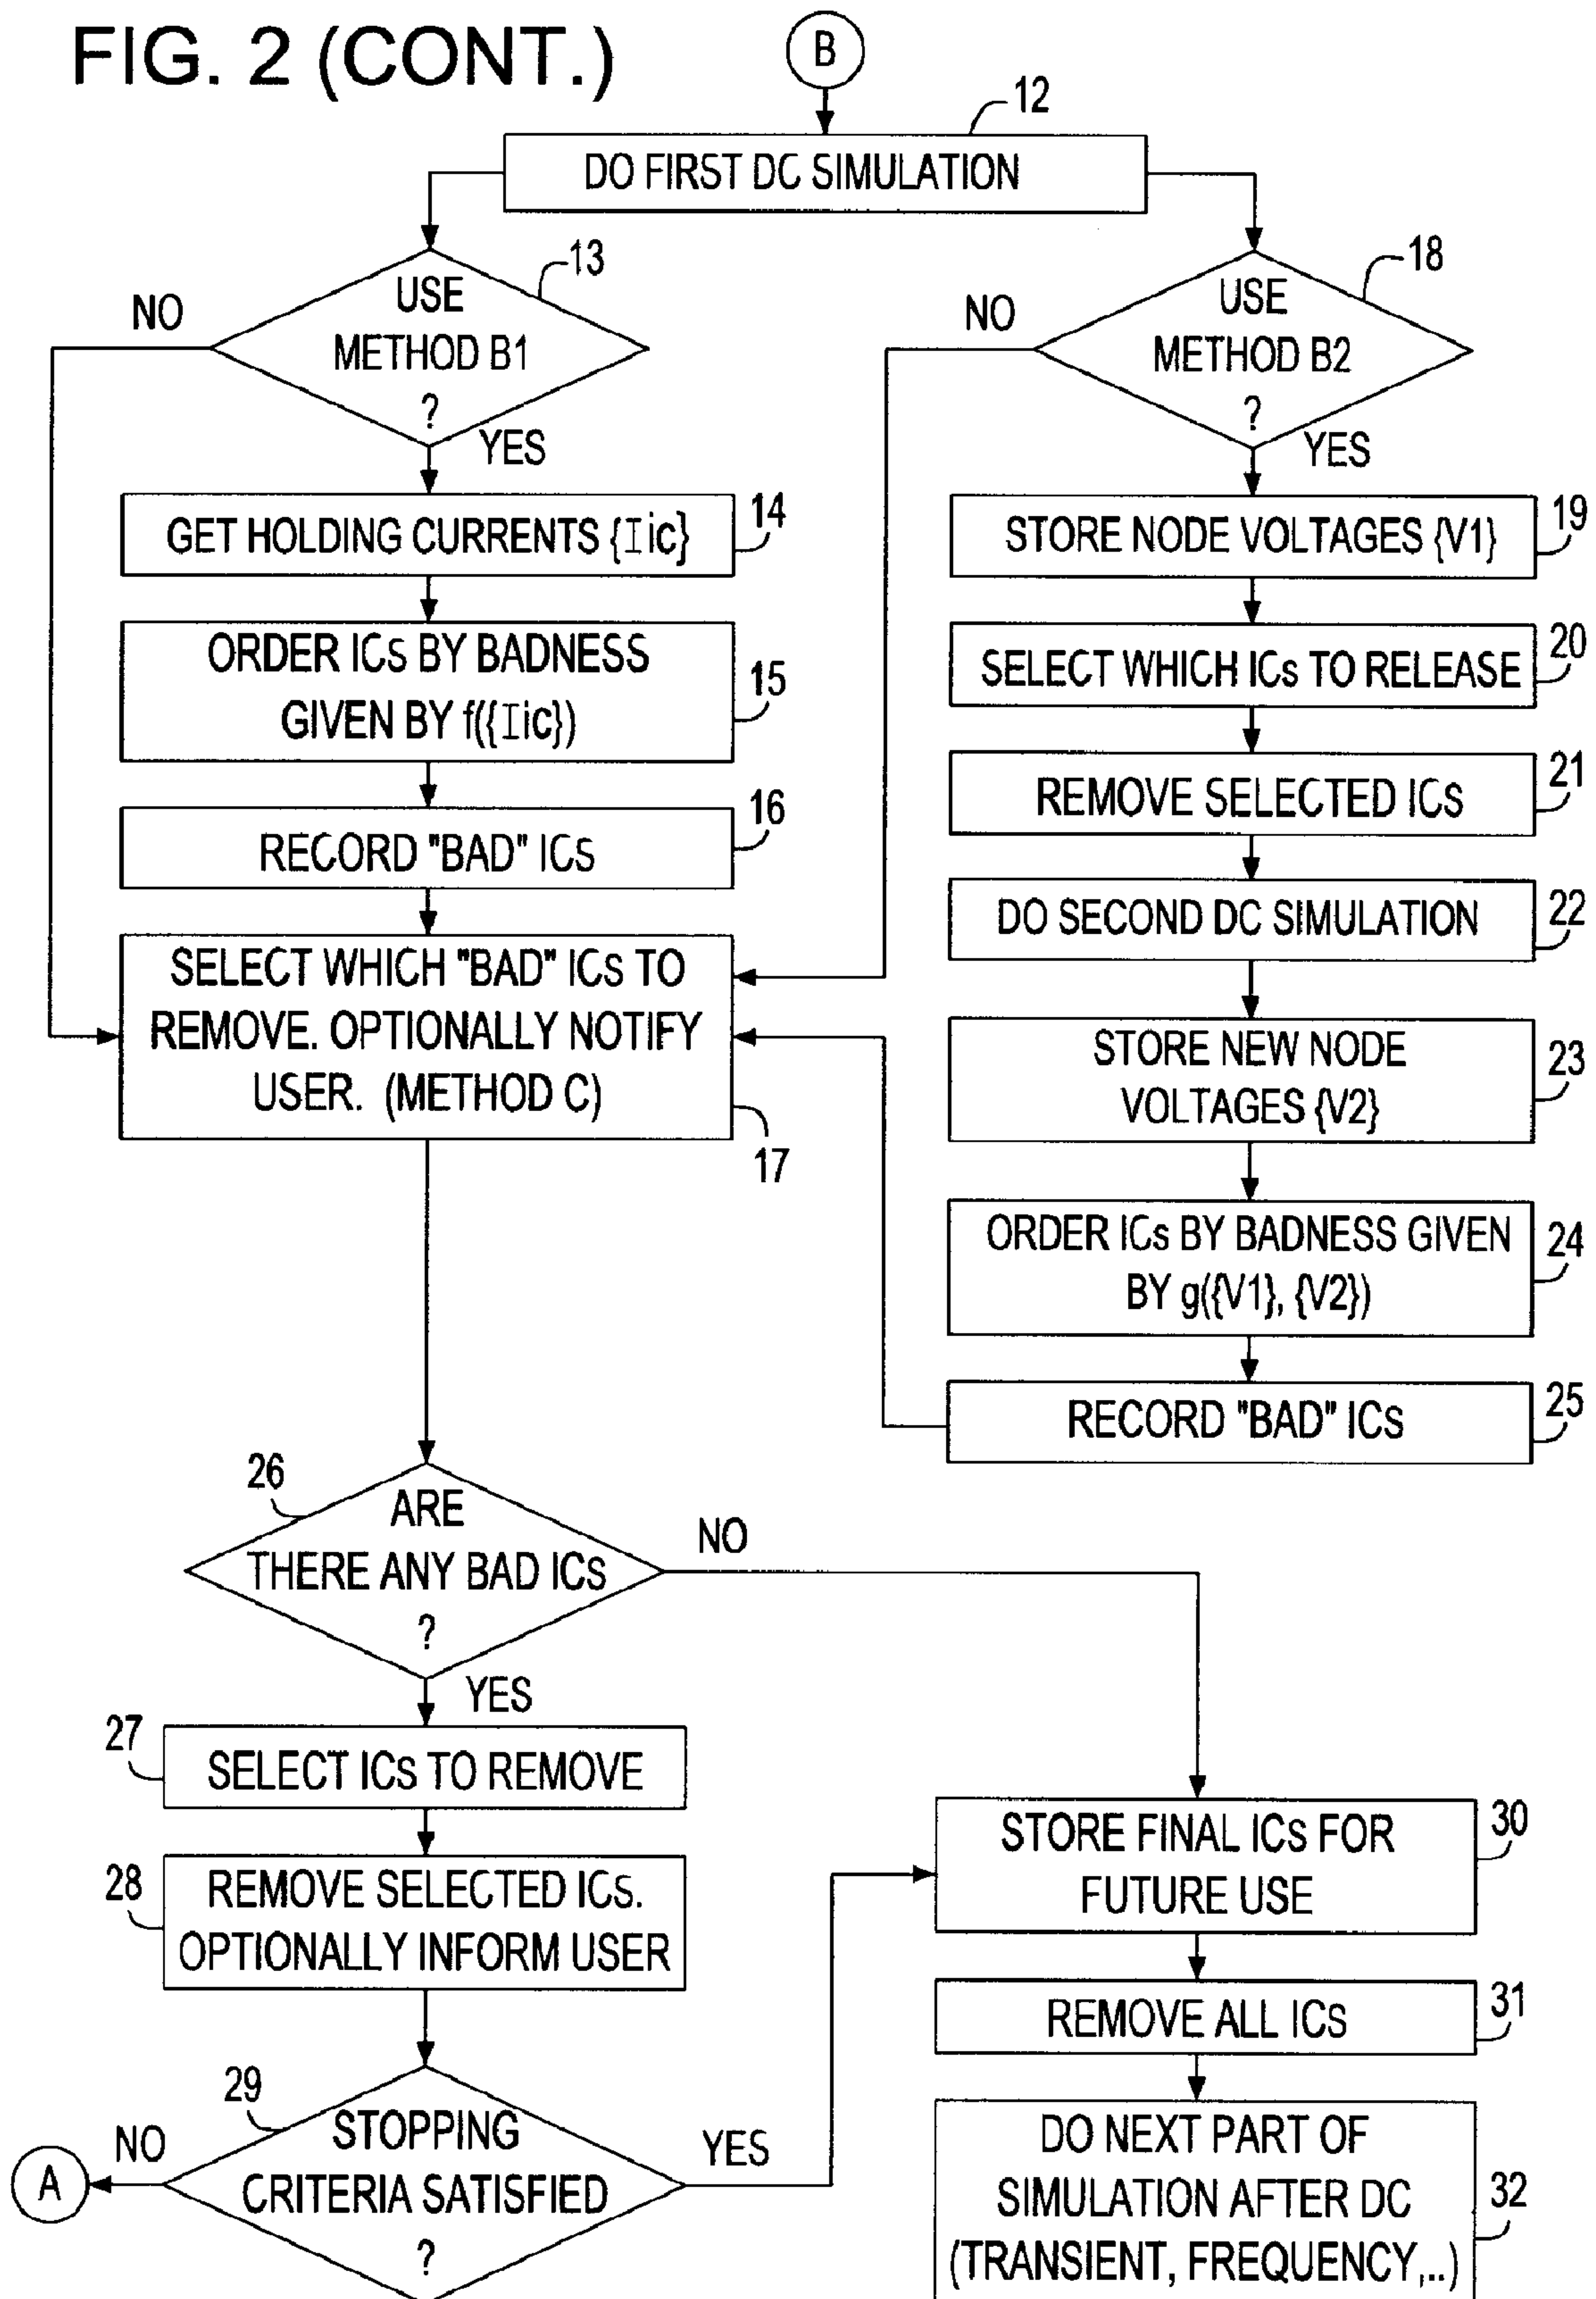 FIG. 2 (CONT.)
B
12
DO FIRST DC SIMULATION
13
USE
METHOD B1
?
NO
YES
14
GET HOLDING CURRENTS {Iic}
ORDER ICs BY BADNESS
GIVEN BY f({Iic})
15
16
RECORD "BAD" ICs
SELECT WHICH "BAD" ICs TO
REMOVE. OPTIONALLY NOTIFY
USER. (METHOD C)
17
18
USE
METHOD B2
?
NO
YES
STORE NODE VOLTAGES {V1}
19
SELECT WHICH ICs TO RELEASE
20
REMOVE SELECTED ICs
21
DO SECOND DC SIMULATION
22
STORE NEW NODE
VOLTAGES {V2}
23
ORDER ICs BY BADNESS GIVEN
BY g({V1}, {V2})
24
RECORD "BAD" ICs
25
26
ARE
THERE ANY BAD ICs
?
NO
YES
27
SELECT ICs TO REMOVE
28
REMOVE SELECTED ICs.
OPTIONALLY INFORM USER
29
STOPPING
CRITERIA SATISFIED
?
NO
A
YES
STORE FINAL ICs FOR
FUTURE USE
30
REMOVE ALL ICs
31
DO NEXT PART OF
SIMULATION AFTER DC
(TRANSIENT, FREQUENCY,..)
32